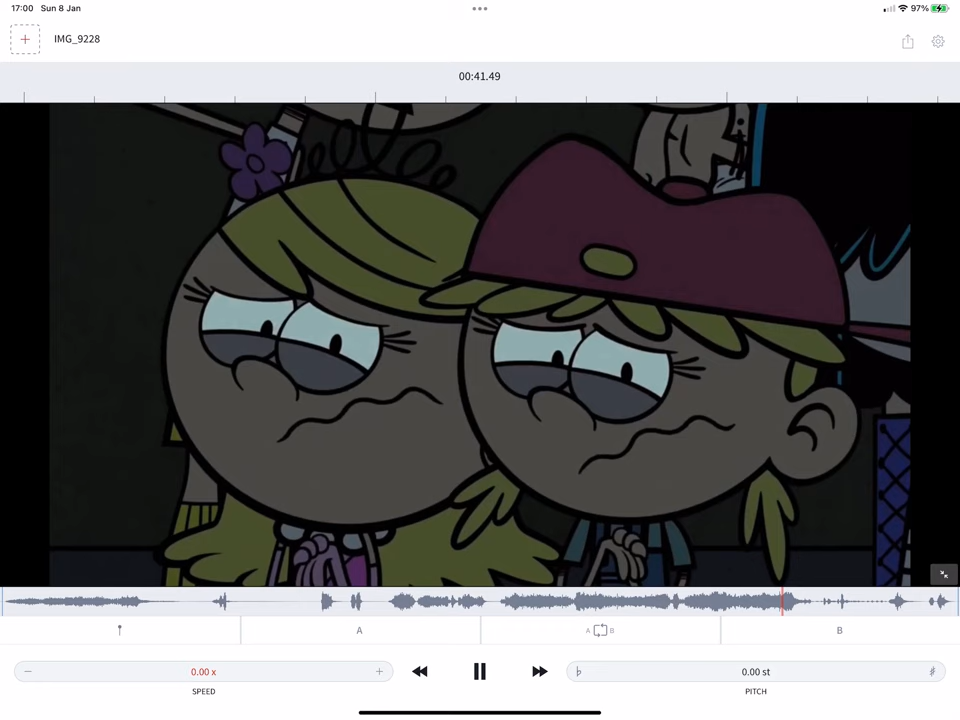 17:00 Sun 8 Jan
97%
IMG_9228
00:41.49
A
A B
B
− 0.00 x +
♭ 0.00 st ♯
SPEED
PITCH